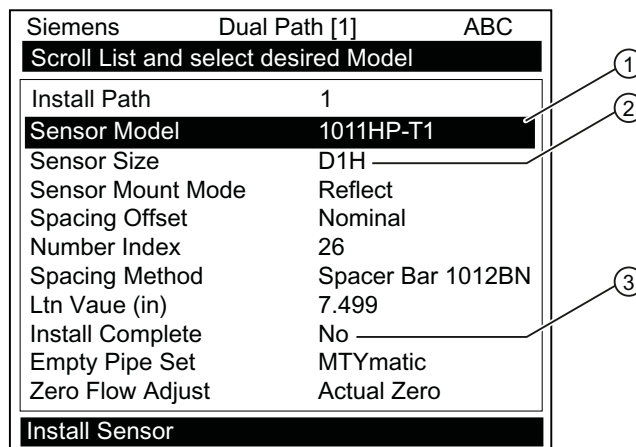 Siemens Dual Path [1] ABC
Scroll List and select desired Model
Install Path 1
Sensor Model 1011HP-T1
Sensor Size D1H
Sensor Mount Mode Reflect
Spacing Offset Nominal
Number Index 26
Spacing Method Spacer Bar 1012BN
Ltn Vaue (in) 7.499
Install Complete No
Empty Pipe Set MTYmatic
Zero Flow Adjust Actual Zero
Install Sensor
1
2
3